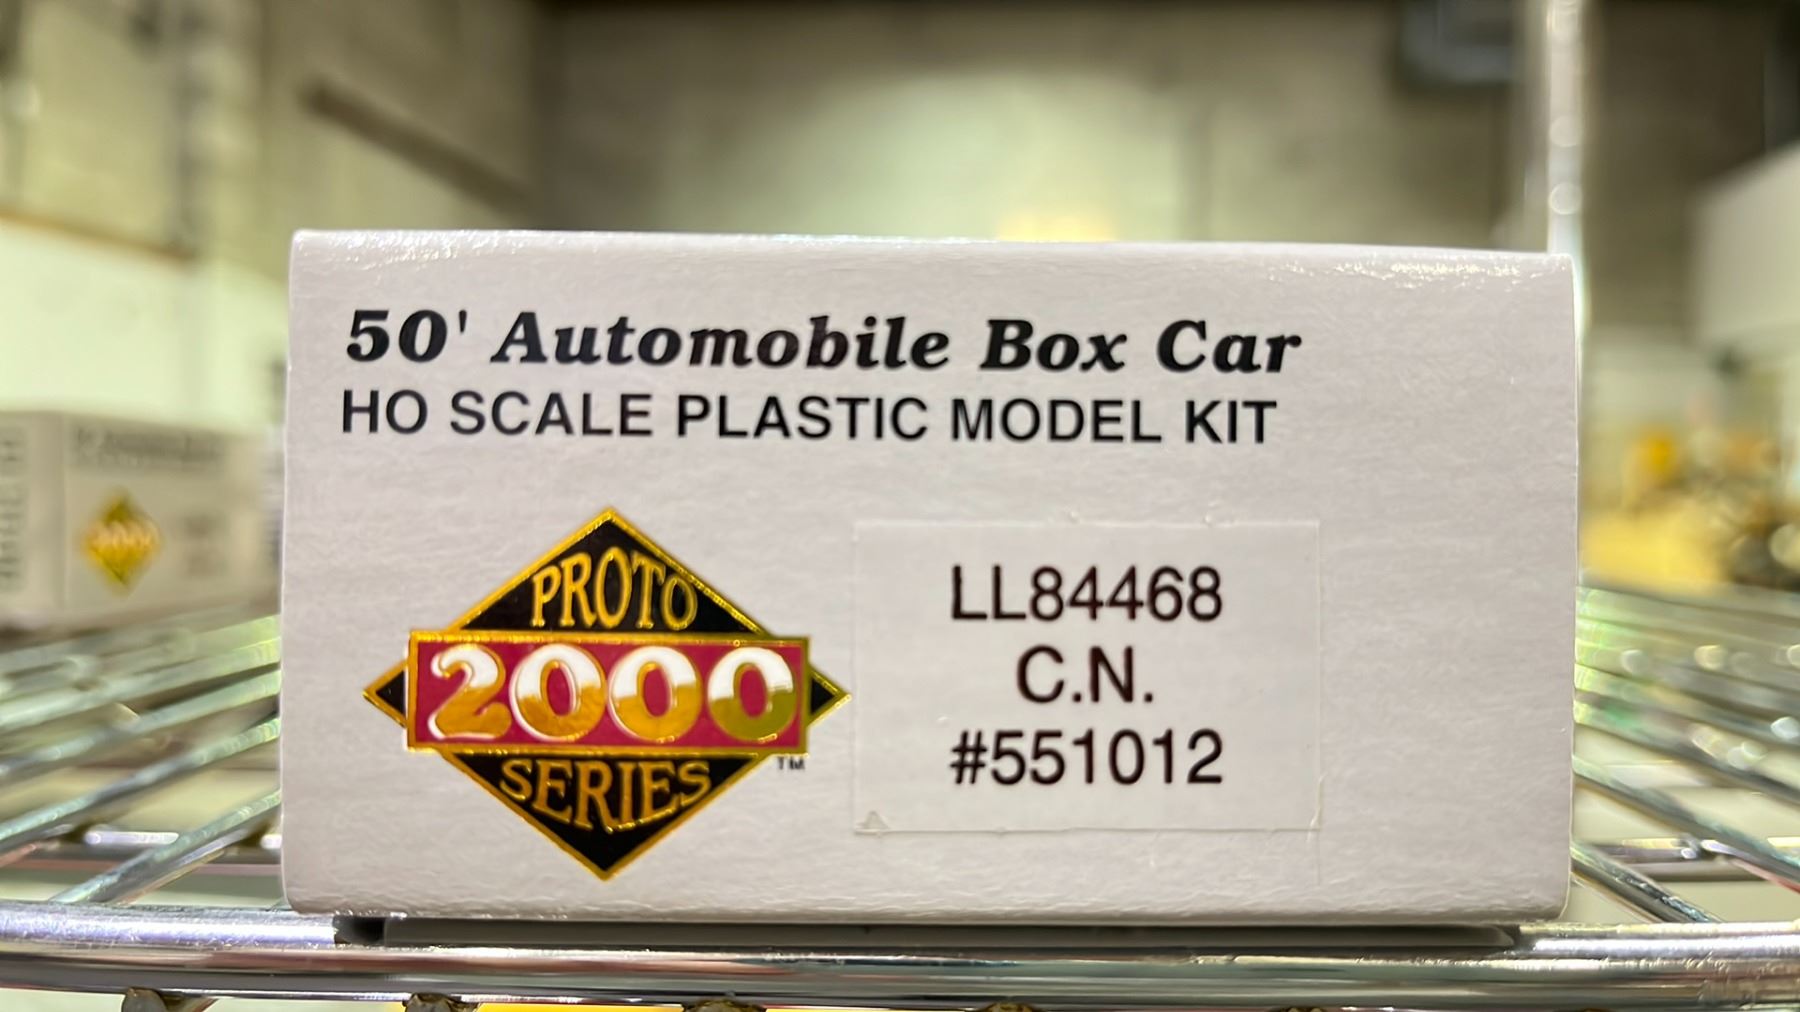 50' Automobile Box Car
HO SCALE PLASTIC MODEL KIT
PROTO
2000
SERIES
TM
LL84468
C.N.
#551012